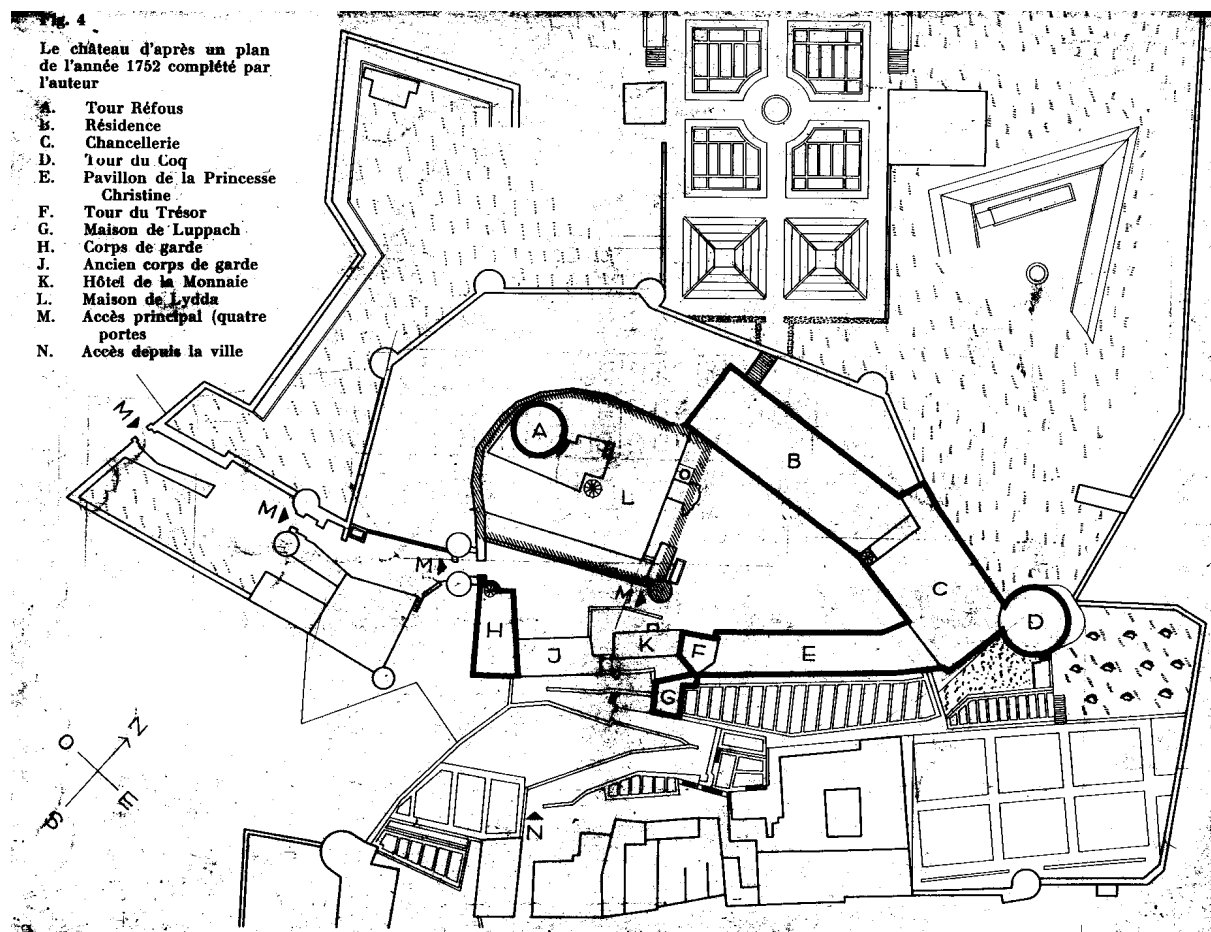 Fig. 4
Le château d'après un plan
de l'année 1752 complété par
l'auteur
A. Tour Réfous
B. Résidence
C. Chancellerie
D. Tour du Coq
E. Pavillon de la Princesse
Christine
F. Tour du Trésor
G. Maison de Luppach
H. Corps de garde
J. Ancien corps de garde
K. Hôtel de la Monnaie
L. Maison de Lydda
M. Accès principal (quatre
portes
N. Accès depuis la ville
M
A
B
L
M
M
M
C
D
H
J
K
F
E
G
O
N
S
E
N